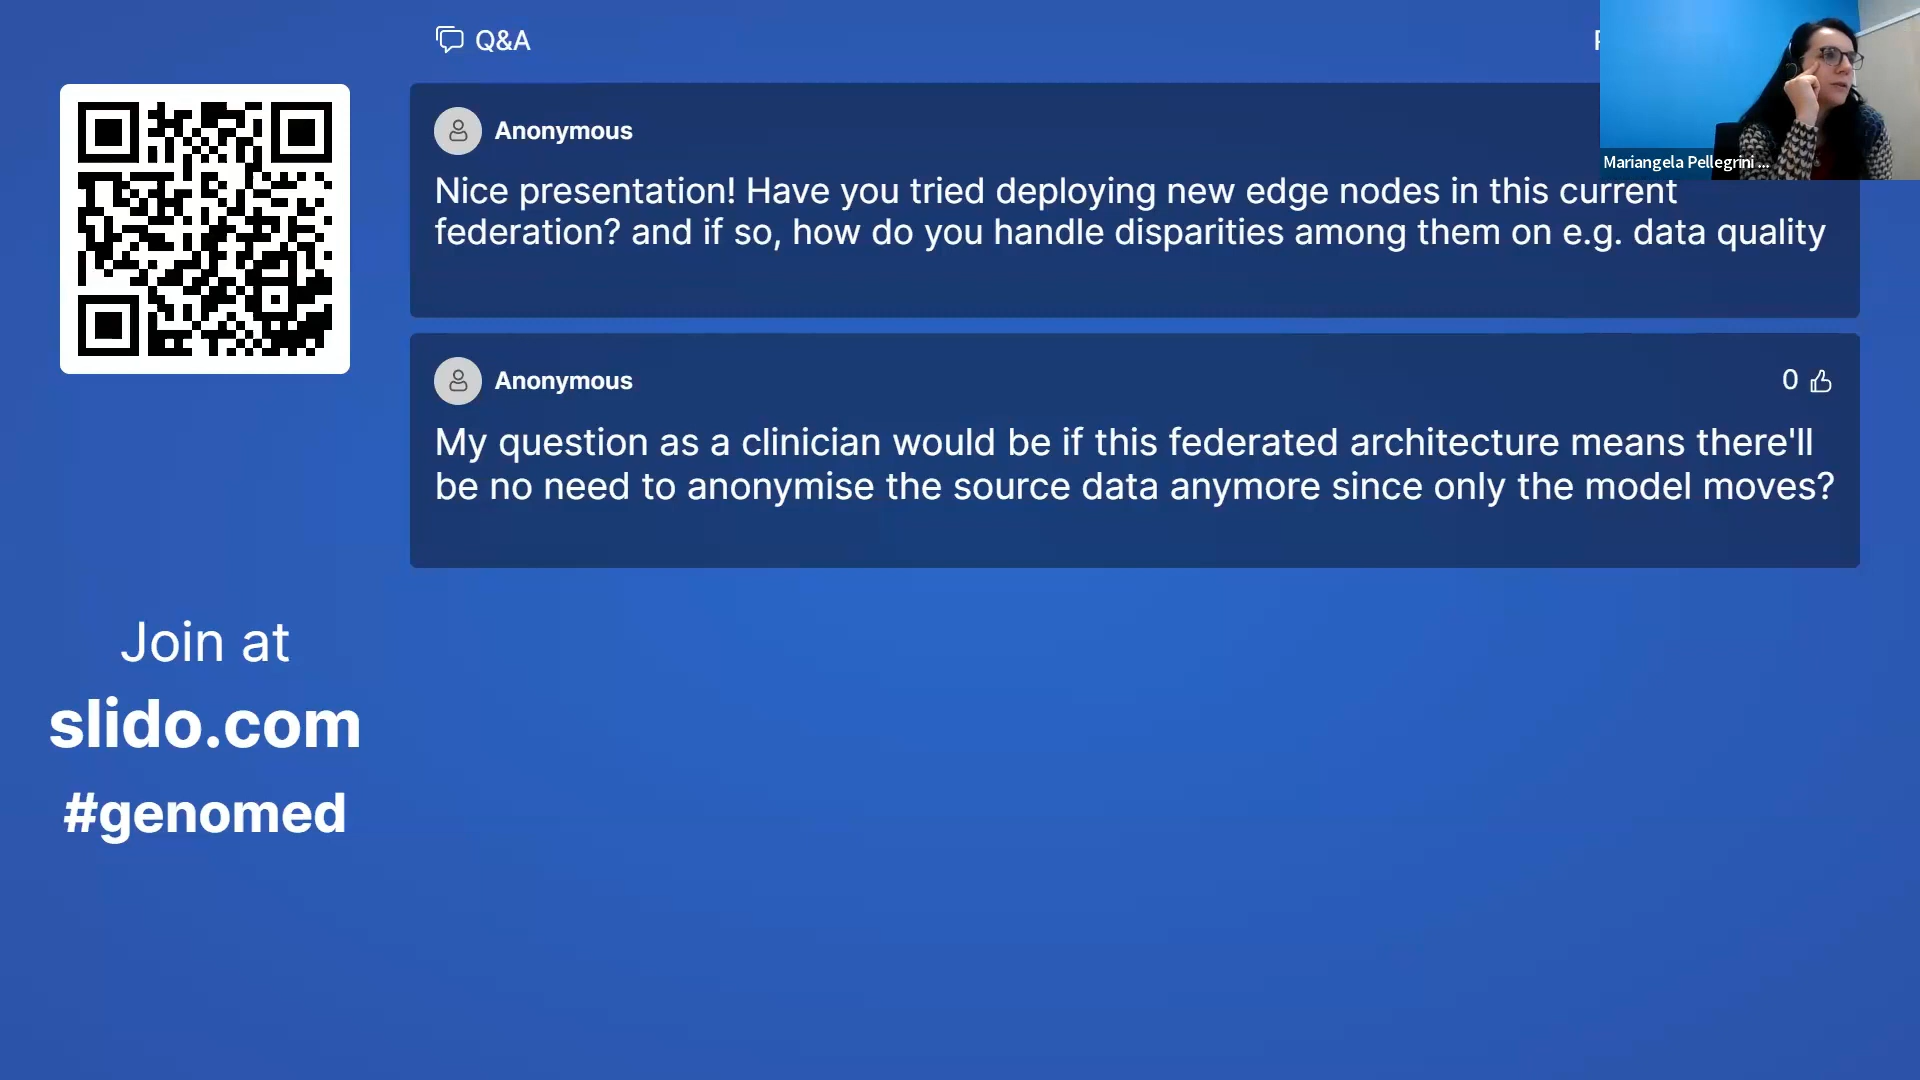 Q&A
Mariangela Pellegrini ...
Anonymous
Nice presentation! Have you tried deploying new edge nodes in this current
federation? and if so, how do you handle disparities among them on e.g. data quality
Anonymous
0
My question as a clinician would be if this federated architecture means there'll
be no need to anonymise the source data anymore since only the model moves?
Join at
slido.com
#genomed